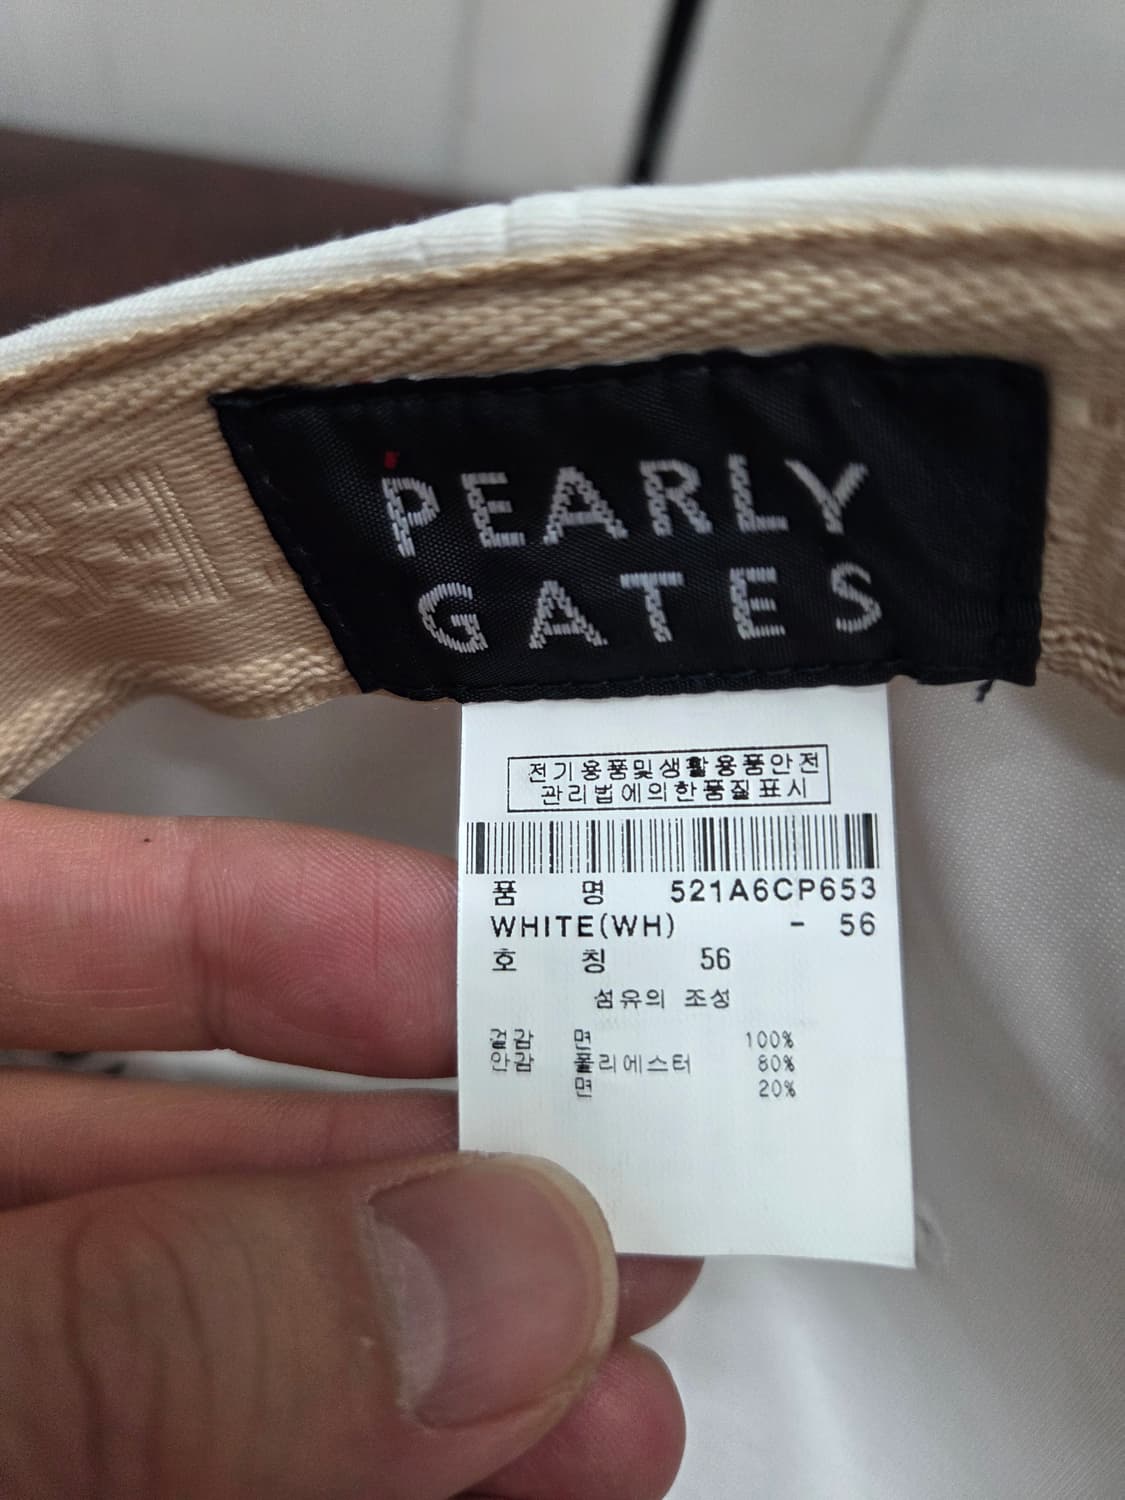 PEARLY
GATES
전기용품및생활용품안전
관리법에의한품질표시
품 명 521A6CP653
WHITE(WH) - 56
호 칭 56
섬유의 조성
겉감 면 100%
안감 폴리에스터 80%
면 20%